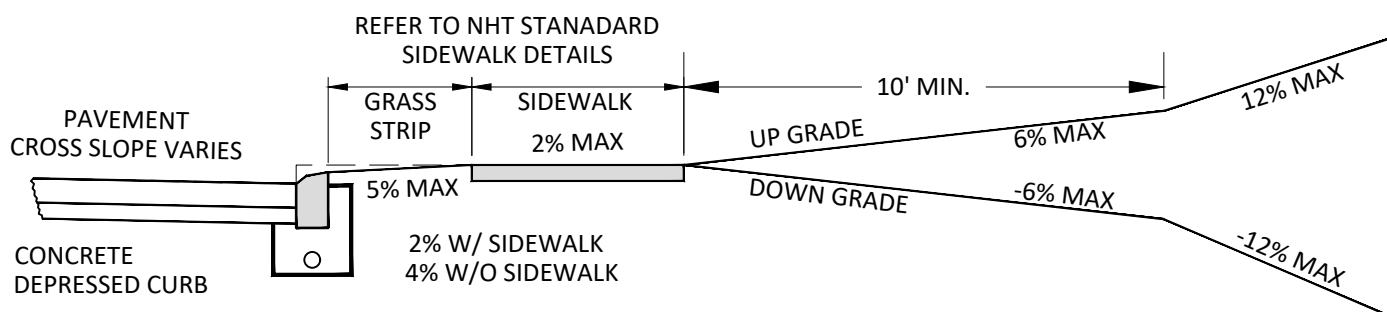 REFER TO NHT STANADARD
SIDEWALK DETAILS
GRASS
STRIP
SIDEWALK
2% MAX
10' MIN.
PAVEMENT
CROSS SLOPE VARIES
5% MAX
UP GRADE
6% MAX
12% MAX
DOWN GRADE
-6% MAX
-12% MAX
2% W/ SIDEWALK
4% W/O SIDEWALK
CONCRETE
DEPRESSED CURB